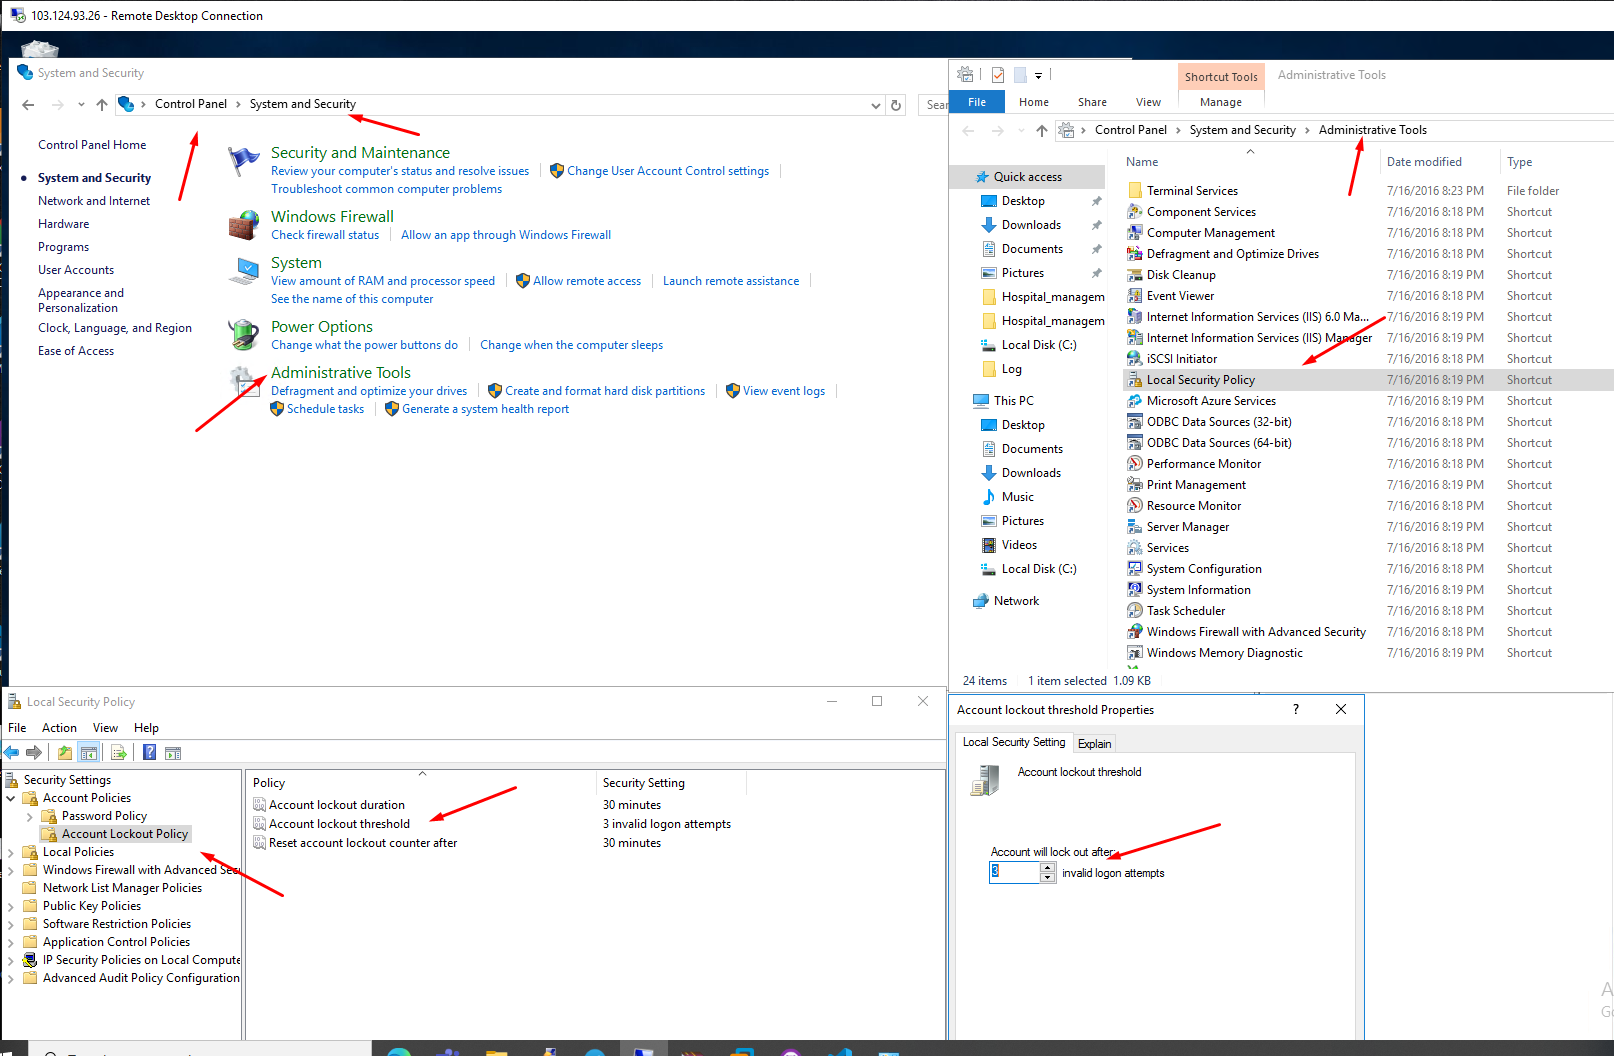 103.124.93.26 - Remote Desktop Connection
System and Security
Control Panel > System and Security
Sear
Control Panel Home
System and Security
Network and Internet
Hardware
Programs
User Accounts
Appearance and
Personalization
Clock, Language, and Region
Ease of Access
Security and Maintenance
Review your computer's status and resolve issues
Change User Account Control settings
Troubleshoot common computer problems
Windows Firewall
Check firewall status
Allow an app through Windows Firewall
System
View amount of RAM and processor speed
Allow remote access
Launch remote assistance
See the name of this computer
Power Options
Change what the power buttons do
Change when the computer sleeps
Administrative Tools
Defragment and optimize your drives
Create and format hard disk partitions
View event logs
Schedule tasks
Generate a system health report
Shortcut Tools
Administrative Tools
File
Home
Share
View
Manage
Control Panel > System and Security > Administrative Tools
Quick access
Desktop
Downloads
Documents
Pictures
Hospital_managem
Hospital_managem
Local Disk (C:)
Log
This PC
Desktop
Documents
Downloads
Music
Pictures
Videos
Local Disk (C:)
Network
Name Date modified Type
Terminal Services 7/16/2016 8:23 PM File folder
Component Services 7/16/2016 8:18 PM Shortcut
Computer Management 7/16/2016 8:18 PM Shortcut
Defragment and Optimize Drives 7/16/2016 8:18 PM Shortcut
Disk Cleanup 7/16/2016 8:19 PM Shortcut
Event Viewer 7/16/2016 8:18 PM Shortcut
Internet Information Services (IIS) 6.0 Ma... 7/16/2016 8:19 PM Shortcut
Internet Information Services (IIS) Manager 7/16/2016 8:19 PM Shortcut
iSCSI Initiator 7/16/2016 8:18 PM Shortcut
Local Security Policy 7/16/2016 8:19 PM Shortcut
Microsoft Azure Services 7/16/2016 8:19 PM Shortcut
ODBC Data Sources (32-bit) 7/16/2016 8:18 PM Shortcut
ODBC Data Sources (64-bit) 7/16/2016 8:18 PM Shortcut
Performance Monitor 7/16/2016 8:18 PM Shortcut
Print Management 7/16/2016 8:19 PM Shortcut
Resource Monitor 7/16/2016 8:18 PM Shortcut
Server Manager 7/16/2016 8:19 PM Shortcut
Services 7/16/2016 8:18 PM Shortcut
System Configuration 7/16/2016 8:18 PM Shortcut
System Information 7/16/2016 8:19 PM Shortcut
Task Scheduler 7/16/2016 8:18 PM Shortcut
Windows Firewall with Advanced Security 7/16/2016 8:18 PM Shortcut
Windows Memory Diagnostic 7/16/2016 8:19 PM Shortcut
24 items 1 item selected 1.09 KB
Local Security Policy
File Action View Help
Security Settings
Account Policies
Password Policy
Account Lockout Policy
Local Policies
Windows Firewall with Advanced Secu
Network List Manager Policies
Public Key Policies
Software Restriction Policies
Application Control Policies
IP Security Policies on Local Compute
Advanced Audit Policy Configuration
Policy Security Setting
Account lockout duration 30 minutes
Account lockout threshold 3 invalid logon attempts
Reset account lockout counter after 30 minutes
Account lockout threshold Properties
?
Local Security Setting
Explain
Account lockout threshold
Account will lock out after:
3 invalid logon attempts
A
Go